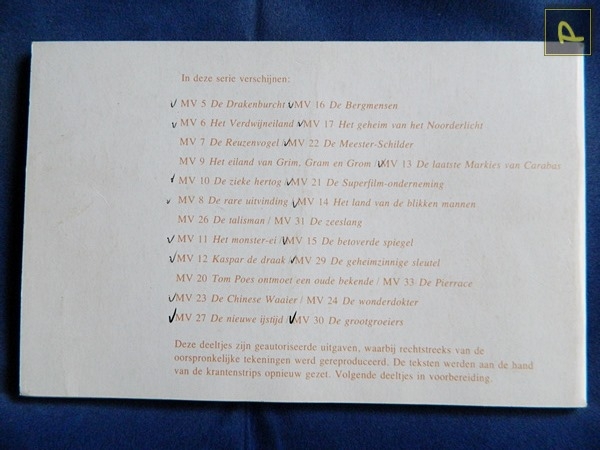 In deze serie verschijnen:
MV 5 De Drakenburcht MV 16 De Bergmensen
MV 6 Het Verdwijneiland MV 17 Het geheim van het Noorderlicht
MV 7 De Reuzenvogel / MV 22 De Meester-Schilder
MV 9 Het eiland van Grim, Gram en Grom / MV 13 De laatste Markies van Carabas
MV 10 De zieke hertog / MV 21 De Superfilm-onderneming
MV 8 De rare uitvinding / MV 14 Het land van de blikken mannen
MV 26 De talisman / MV 31 De zeeslang
MV 11 Het monster-ei / MV 15 De betoverde spiegel
MV 12 Kaspar de draak / MV 29 De geheimzinnige sleutel
MV 20 Tom Poes ontmoet een oude bekende / MV 33 De Pierrace
MV 23 De Chinese Waaier / MV 24 De wonderdokter
MV 27 De nieuwe ijstijd / MV 30 De grootgroeiers
Deze deeltjes zijn geautoriseerde uitgaven, waarbij rechtstreeks van de
oorspronkelijke tekeningen werd gereproduceerd. De teksten werden aan de hand
van de krantenstrips opnieuw gezet. Volgende deeltjes in voorbereiding.